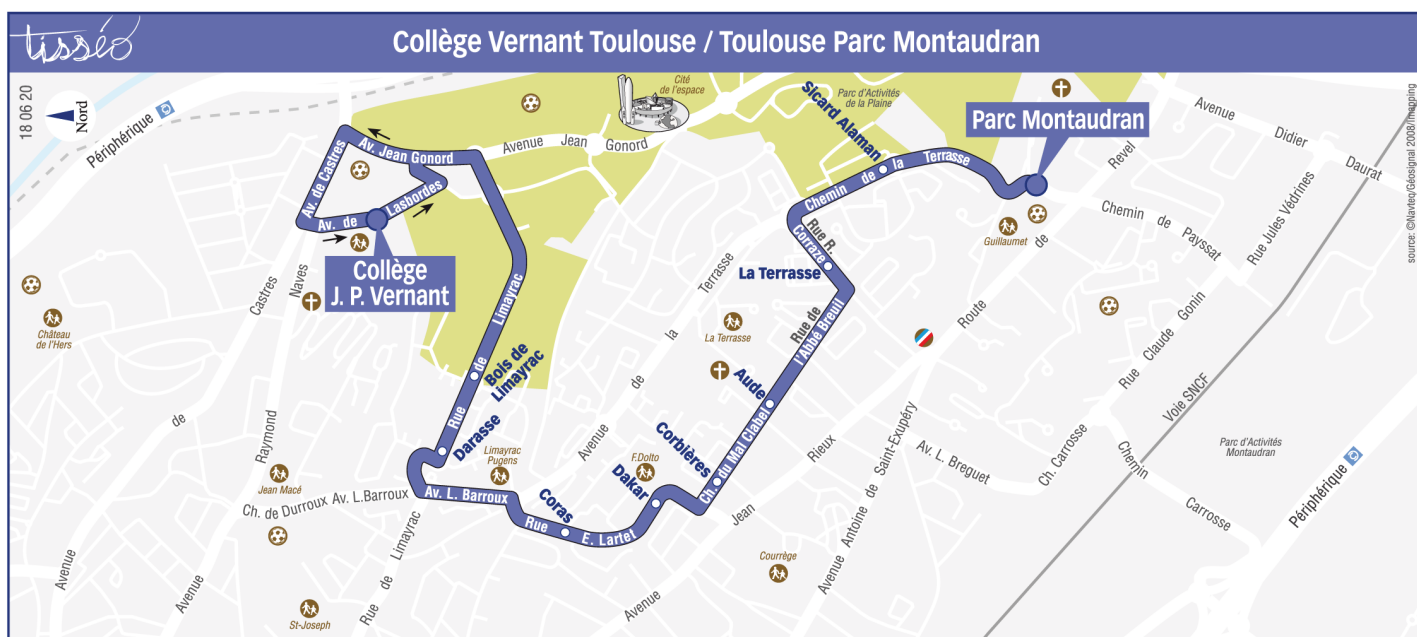 tisséo
Collège Vernant Toulouse / Toulouse Parc Montaudran
18 06 20
Nord
Périphérique
Cité
de l'espace
Parc d'Activités
de la Plaine
Sicard Alaman
Parc Montaudran
Avenue Didier Daurat
source: ©Navteq/Géosignal 2008/Imapping
Av. Jean Gonord
Avenue Jean Gonord
Av. de Castres
Av. de Lasbordes
Collège
J. P. Vernant
Chemin de la Terrasse
Rue R.
Corraze
La Terrasse
Guillaumet
Route de Revel
Chemin de Payssat
Rue Jules Védrines
Château
de l'Hers
Avenue de Castres
Raymond Naves
Rue de Limayrac
Bois de
Limayrac
Avenue de la Terrasse
La Terrasse
Rue de
l'Abbé Breuil
Aude
Rue Claude Gonin
Voie SNCF
Darasse
Limayrac
Pugens
F.Dolto
Dakar
Corbières
Ch. du Mal Clabel
Avenue Jean Rieux
Avenue Antoine de Saint-Exupéry
Av. L. Breguet
Ch. Carrosse
Chemin Carrosse
Parc d'Activités
Montaudran
Périphérique
Jean Macé
Ch. de Durroux
Av. L.Barroux
Av. L. Barroux
Rue E. Lartet
Coras
Courrège
Rue de Limayrac
St-Joseph
Avenue
Avenue